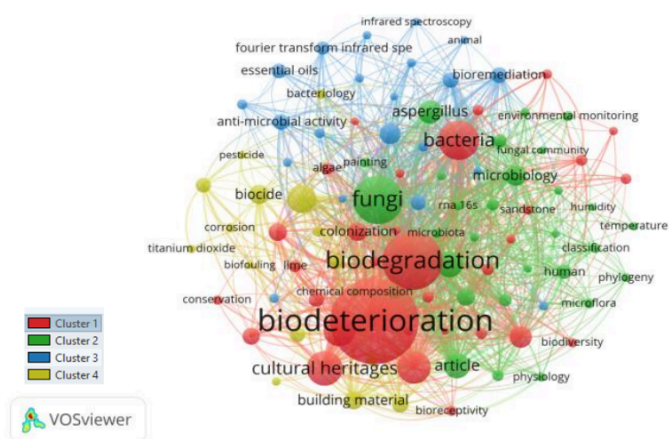 infrared spectroscopy
animal
fourier transform infrared spe
essential oils
bioremediation
bacteriology
aspergillus
environmental monitoring
anti-microbial activity
bacteria
fungal community
pesticide
painting
algae
microbiology
biocide
fungi
rna 16s
sandstone
humidity
corrosion
colonization
microbiota
temperature
titanium dioxide
classification
biofouling
lime
biodegradation
human
phylogeny
chemical composition
conservation
microflora
biodeterioration
biodiversity
cultural heritages
article
physiology
building material
bioreceptivity
Cluster 1
Cluster 2
Cluster 3
Cluster 4
VOSviewer